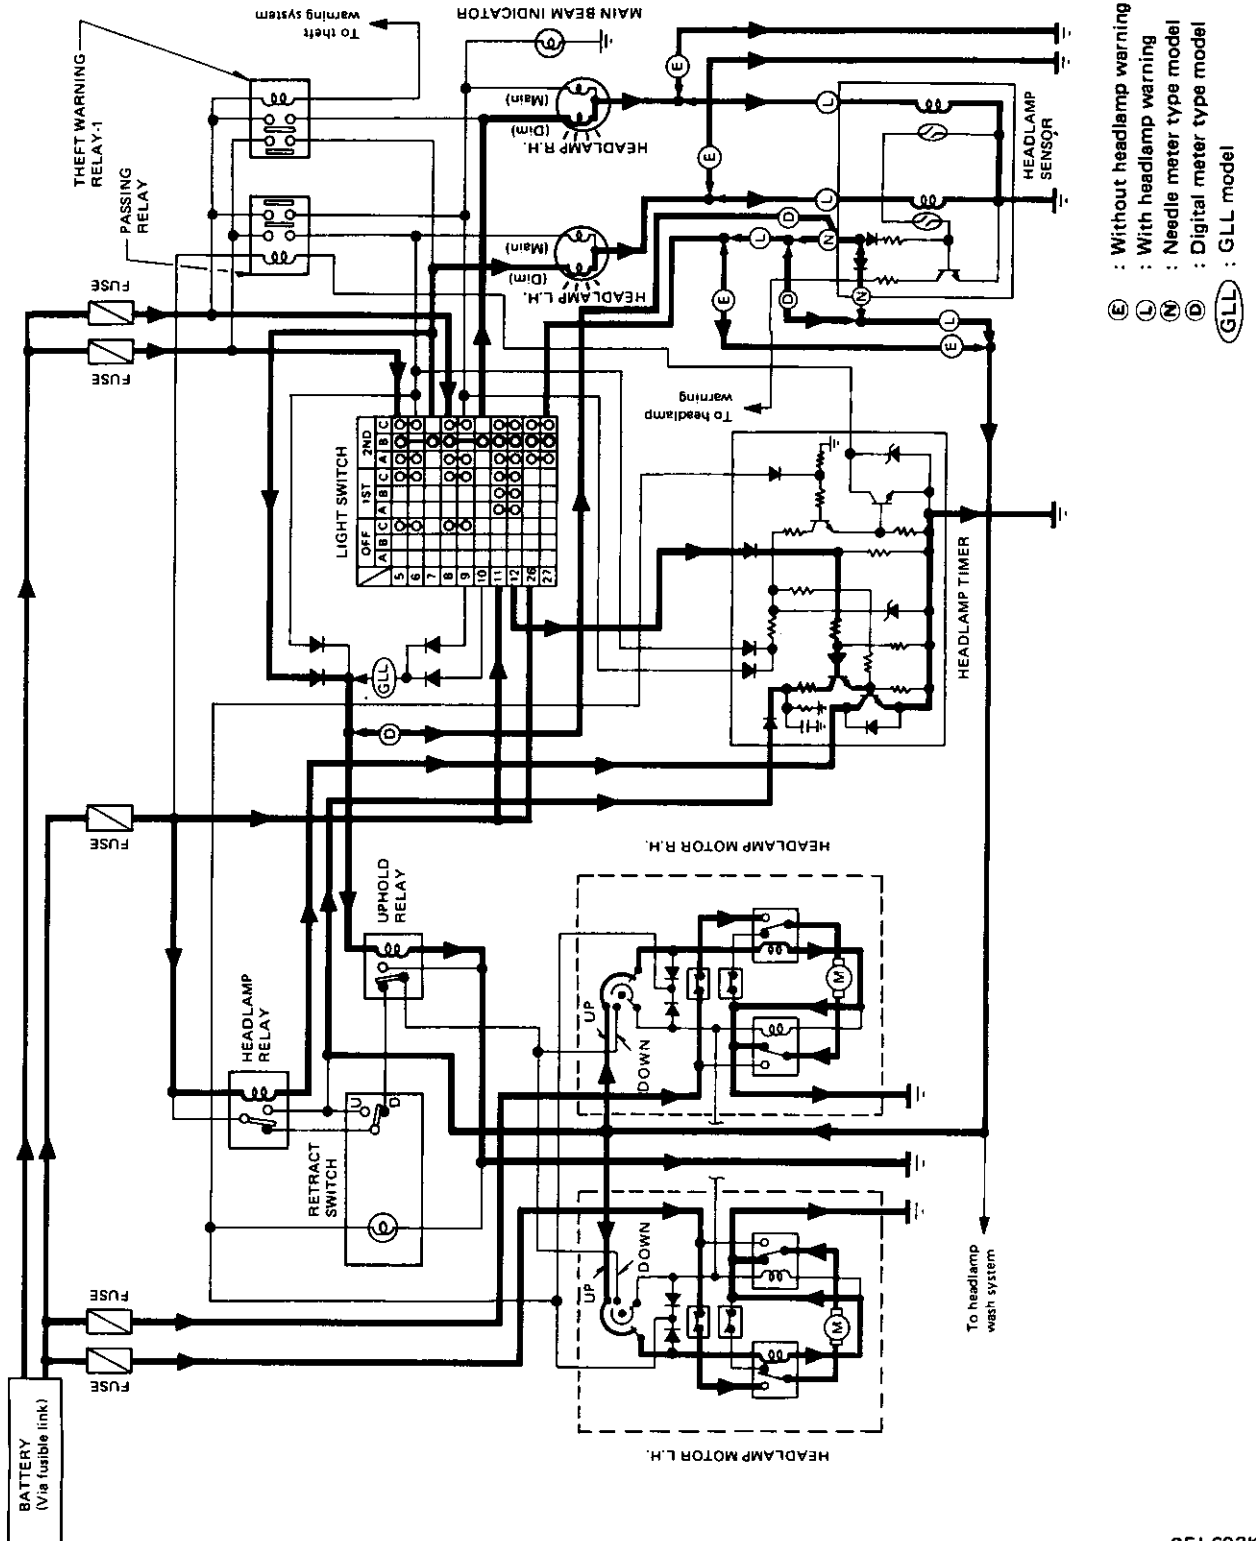 BATTERY
(Via fusible link)
FUSE
FUSE
FUSE
FUSE
FUSE
THEFT WARNING
RELAY-1
PASSING
RELAY
To theft
warning system
MAIN BEAM INDICATOR
(Main)
(Dim)
HEADLAMP R.H.
(Main)
(Dim)
HEADLAMP L.H.
LIGHT SWITCH
OFF 1ST 2ND
A B C A B C A B C
5
6
7
8
9
10
11
12
26
27
HEADLAMP
RELAY
UPHOLD
RELAY
RETRACT
SWITCH
U
D
GLL
D
E
E
L
L
D
N
L
E
D
N
L
E
HEADLAMP
SENSOR
To headlamp
warning
HEADLAMP TIMER
HEADLAMP MOTOR R.H.
UP
DOWN
M
HEADLAMP MOTOR L.H.
UP
DOWN
M
To headlamp
wash system
E : Without headlamp warning
L : With headlamp warning
N : Needle meter type model
D : Digital meter type model
GLL : GLL model